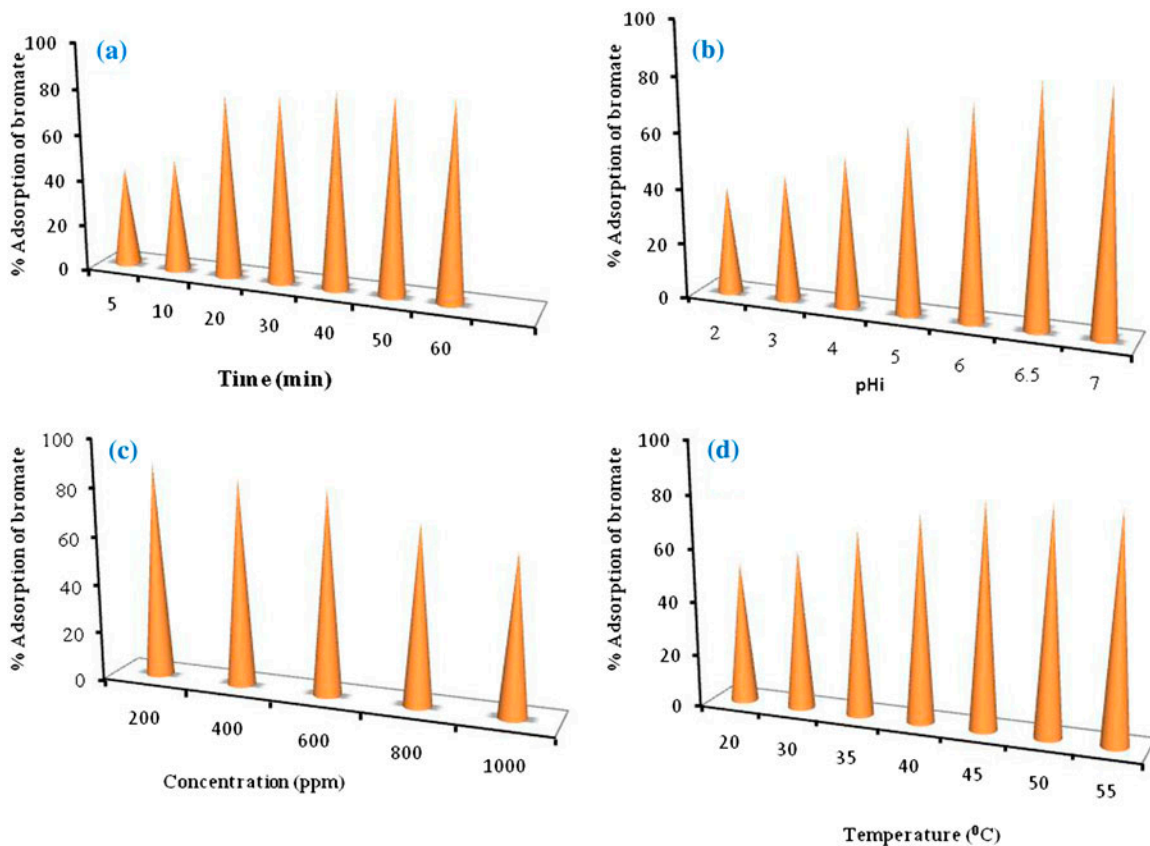 (a)
% Adsorption of bromate
100
80
60
40
20
0
5 10 20 30 40 50 60
Time (min)
(b)
% Adsorption of bromate
100
80
60
40
20
0
2 3 4 5 6 6.5 7
pHi
(c)
% Adsorption of bromate
100
80
60
40
20
0
200 400 600 800 1000
Concentration (ppm)
(d)
% Adsorption of bromate
100
80
60
40
20
0
20 30 35 40 45 50 55
Temperature (⁰C)